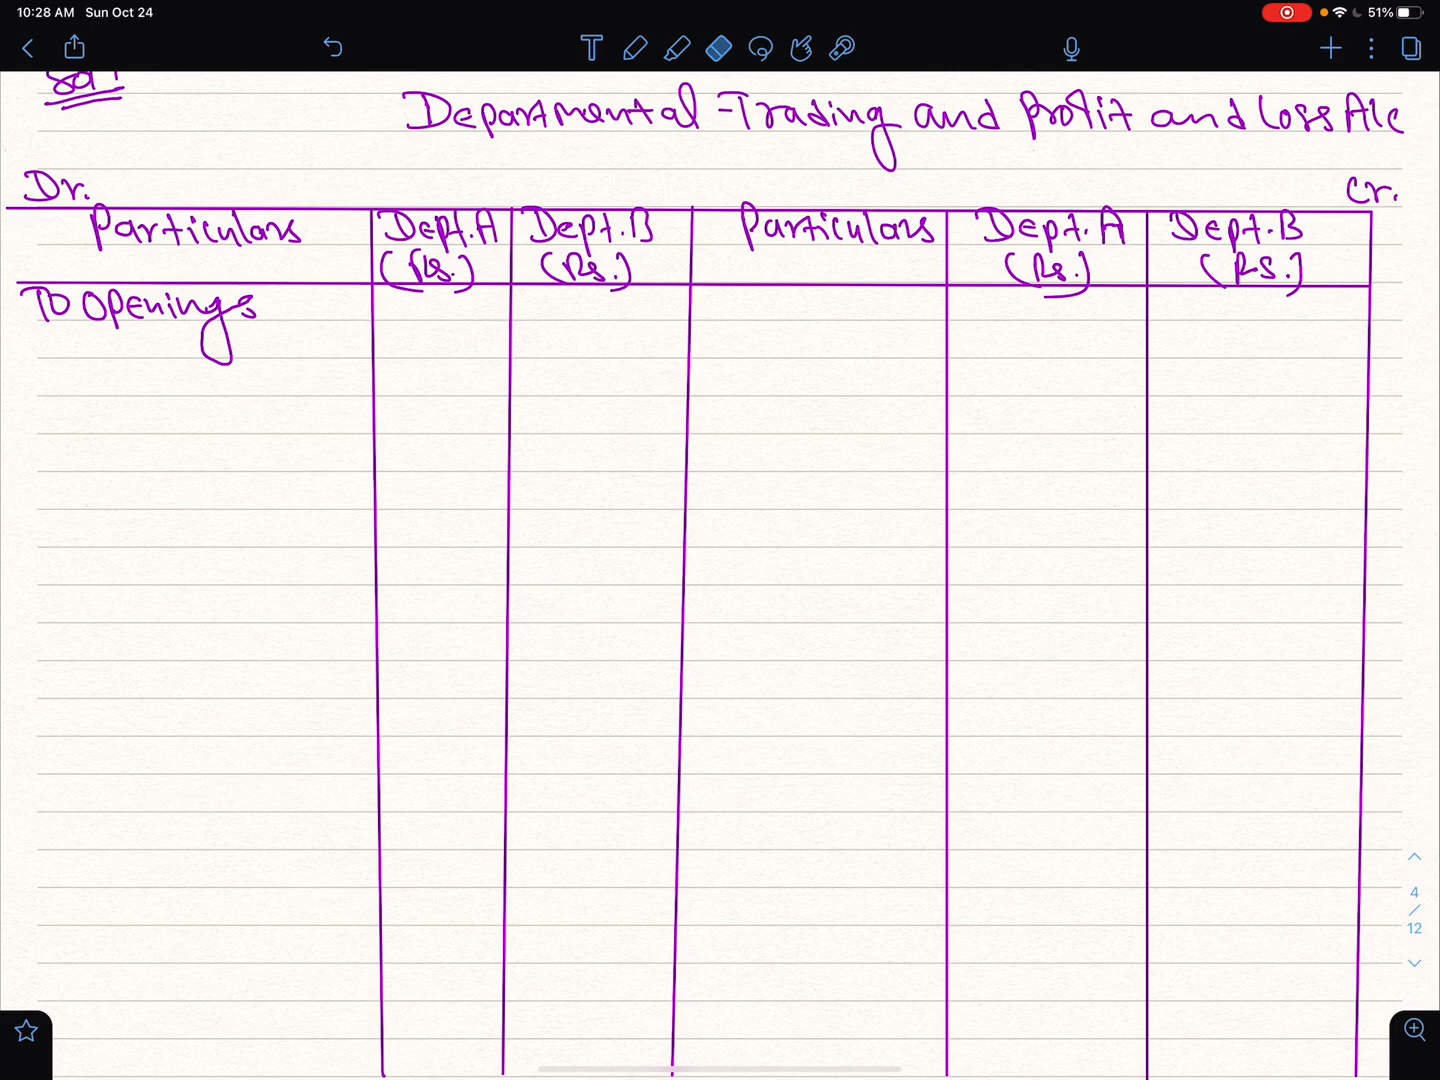 10:28 AM Sun Oct 24 51%
Sol:
Departmental Trading and Profit and Loss A/c
Dr. Cr.
Particulars Dept.A (Rs.) Dept.B (Rs.) Particulars Dept.A (Rs.) Dept.B (Rs.)
To Openings
4
/
12